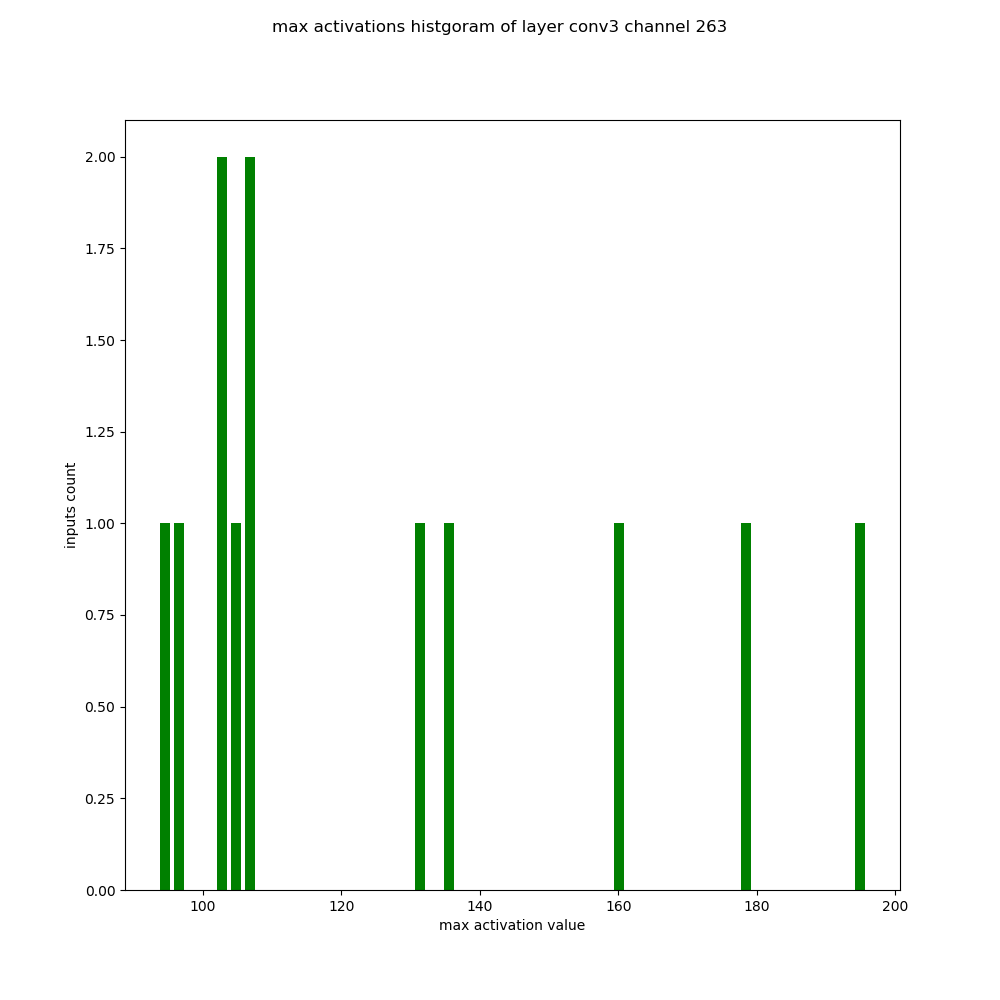 max activations histgoram of layer conv3 channel 263
2.00
1.75
1.50
1.25
1.00
0.75
0.50
0.25
0.00
inputs count
100 120 140 160 180 200
max activation value